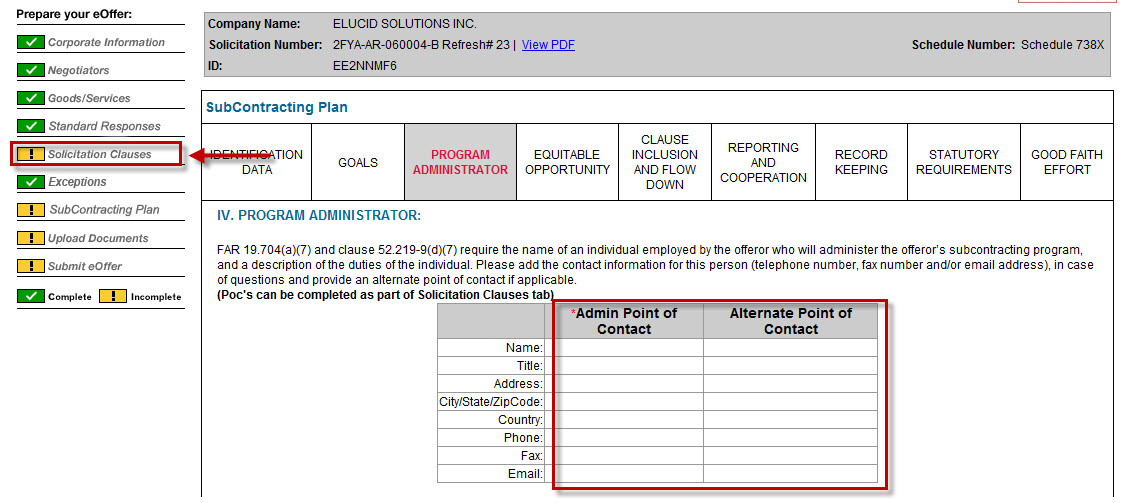 Prepare your eOffer:
Corporate Information
Negotiators
Goods/Services
Standard Responses
Solicitation Clauses
Exceptions
SubContracting Plan
Upload Documents
Submit eOffer
Complete ! Incomplete
Company Name: ELUCID SOLUTIONS INC.
Solicitation Number: 2FYA-AR-060004-B Refresh# 23 | View PDF Schedule Number: Schedule 738X
ID: EE2NNMF6
SubContracting Plan
IDENTIFICATION
DATA
GOALS
PROGRAM
ADMINISTRATOR
EQUITABLE
OPPORTUNITY
CLAUSE
INCLUSION
AND FLOW
DOWN
REPORTING
AND
COOPERATION
RECORD
KEEPING
STATUTORY
REQUIREMENTS
GOOD FAITH
EFFORT
IV. PROGRAM ADMINISTRATOR:
FAR 19.704(a)(7) and clause 52.219-9(d)(7) require the name of an individual employed by the offeror who will administer the offeror's subcontracting program,
and a description of the duties of the individual. Please add the contact information for this person (telephone number, fax number and/or email address), in case
of questions and provide an alternate point of contact if applicable.
(Poc's can be completed as part of Solicitation Clauses tab)
*Admin Point of
Contact
Alternate Point of
Contact
Name:
Title:
Address:
City/State/ZipCode:
Country:
Phone:
Fax:
Email: